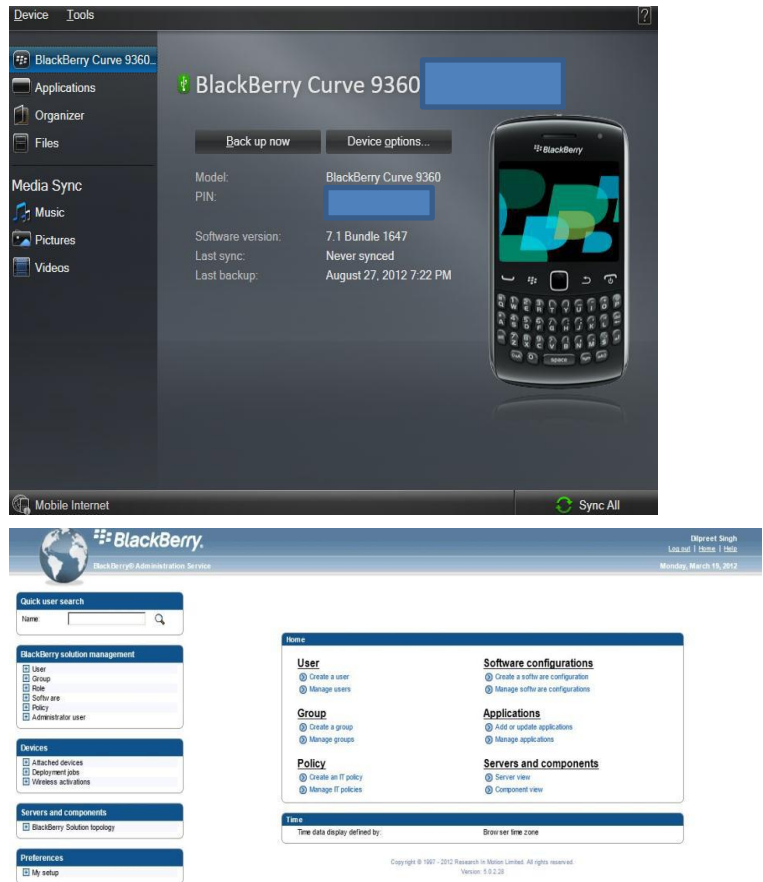 Device Tools ?
BlackBerry Curve 9360...
Applications
Organizer
Files
Media Sync
Music
Pictures
Videos
BlackBerry Curve 9360
Back up now Device options...
Model: BlackBerry Curve 9360
PIN:
Software version: 7.1 Bundle 1647
Last sync: Never synced
Last backup: August 27, 2012 7:22 PM
BlackBerry
space
Mobile Internet Sync All
BlackBerry.
BlackBerry® Administration Service
Dilpreet Singh
Log out | Home | Help
Monday, March 19, 2012
Quick user search
Name:
BlackBerry solution management
User
Group
Role
Software
Policy
Administrator user
Devices
Attached devices
Deployment jobs
Wireless activations
Servers and components
BlackBerry Solution topology
Preferences
My setup
Home
User
Create a user
Manage users
Group
Create a group
Manage groups
Policy
Create an IT policy
Manage IT policies
Software configurations
Create a software configuration
Manage software configurations
Applications
Add or update applications
Manage applications
Servers and components
Server view
Component view
Time
Time data display defined by: Browser time zone
Copyright © 1997 - 2012 Research In Motion Limited. All rights reserved.
Version: 5.0.2.28